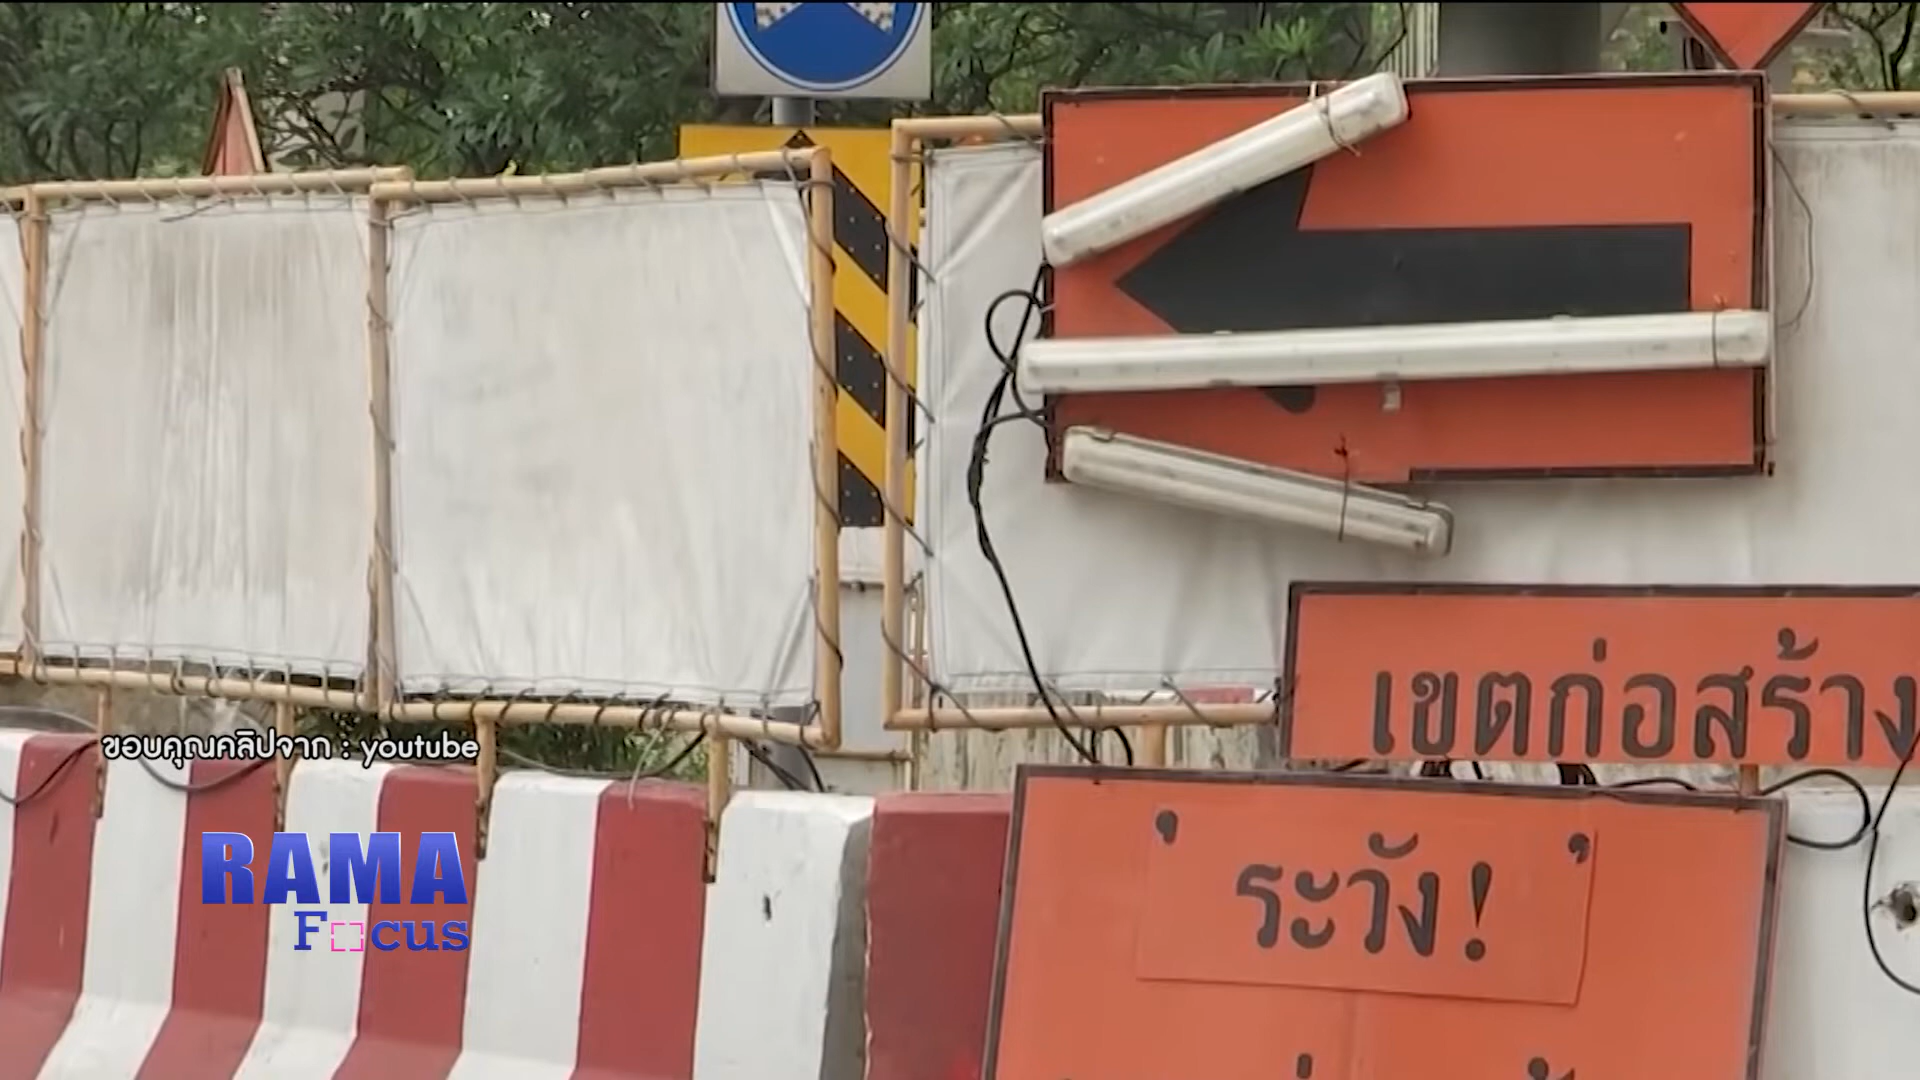 เขตก่อสร้าง
' ระวัง! '
ขอบคุณคลิปจาก : youtube
RAMA
Focus